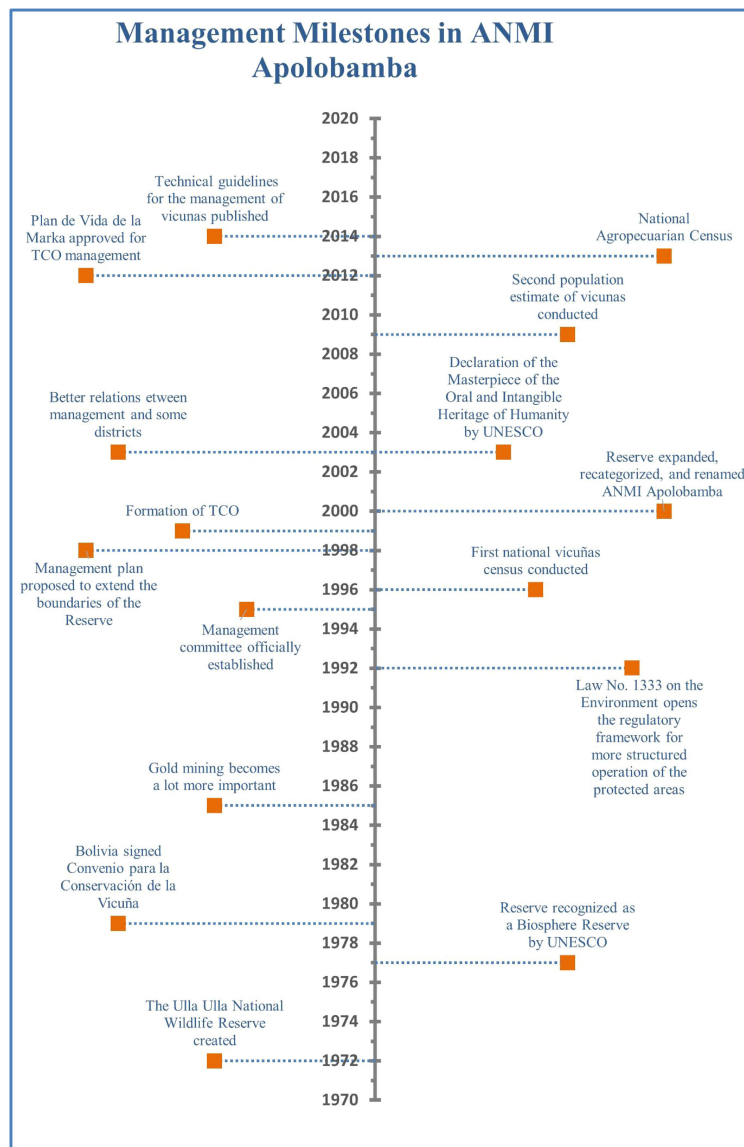 Management Milestones in ANMI
Apolobamba
2020
2018
Technical guidelines
for the management of
vicunas published
2016
Plan de Vida de la
Marka approved for
TCO management
2014
National
Agropecuarian Census
2012
Second population
estimate of vicunas
conducted
2010
2008
Declaration of the
Masterpiece of the
Oral and Intangible
Heritage of Humanity
by UNESCO
2006
Better relations etween
management and some
districts
2004
Reserve expanded,
recategorized, and renamed
ANMI Apolobamba
2002
2000
Formation of TCO
1998
Management plan
proposed to extend the
boundaries of the
Reserve
First national vicuñas
census conducted
1996
Management
committee officially
established
1994
1992
Law No. 1333 on the
Environment opens
the regulatory
framework for
more structured
operation of the
protected areas
1990
1988
Gold mining becomes
a lot more important
1986
1984
Bolivia signed
Convenio para la
Conservación de la
Vicuña
1982
1980
Reserve recognized as
a Biosphere Reserve
by UNESCO
1978
1976
The Ulla Ulla National
Wildlife Reserve
created
1974
1972
1970